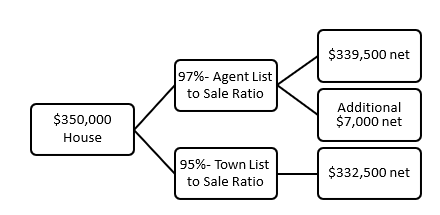 $350,000
House
97%- Agent List
to Sale Ratio
$339,500 net
Additional
$7,000 net
95%- Town List
to Sale Ratio
$332,500 net